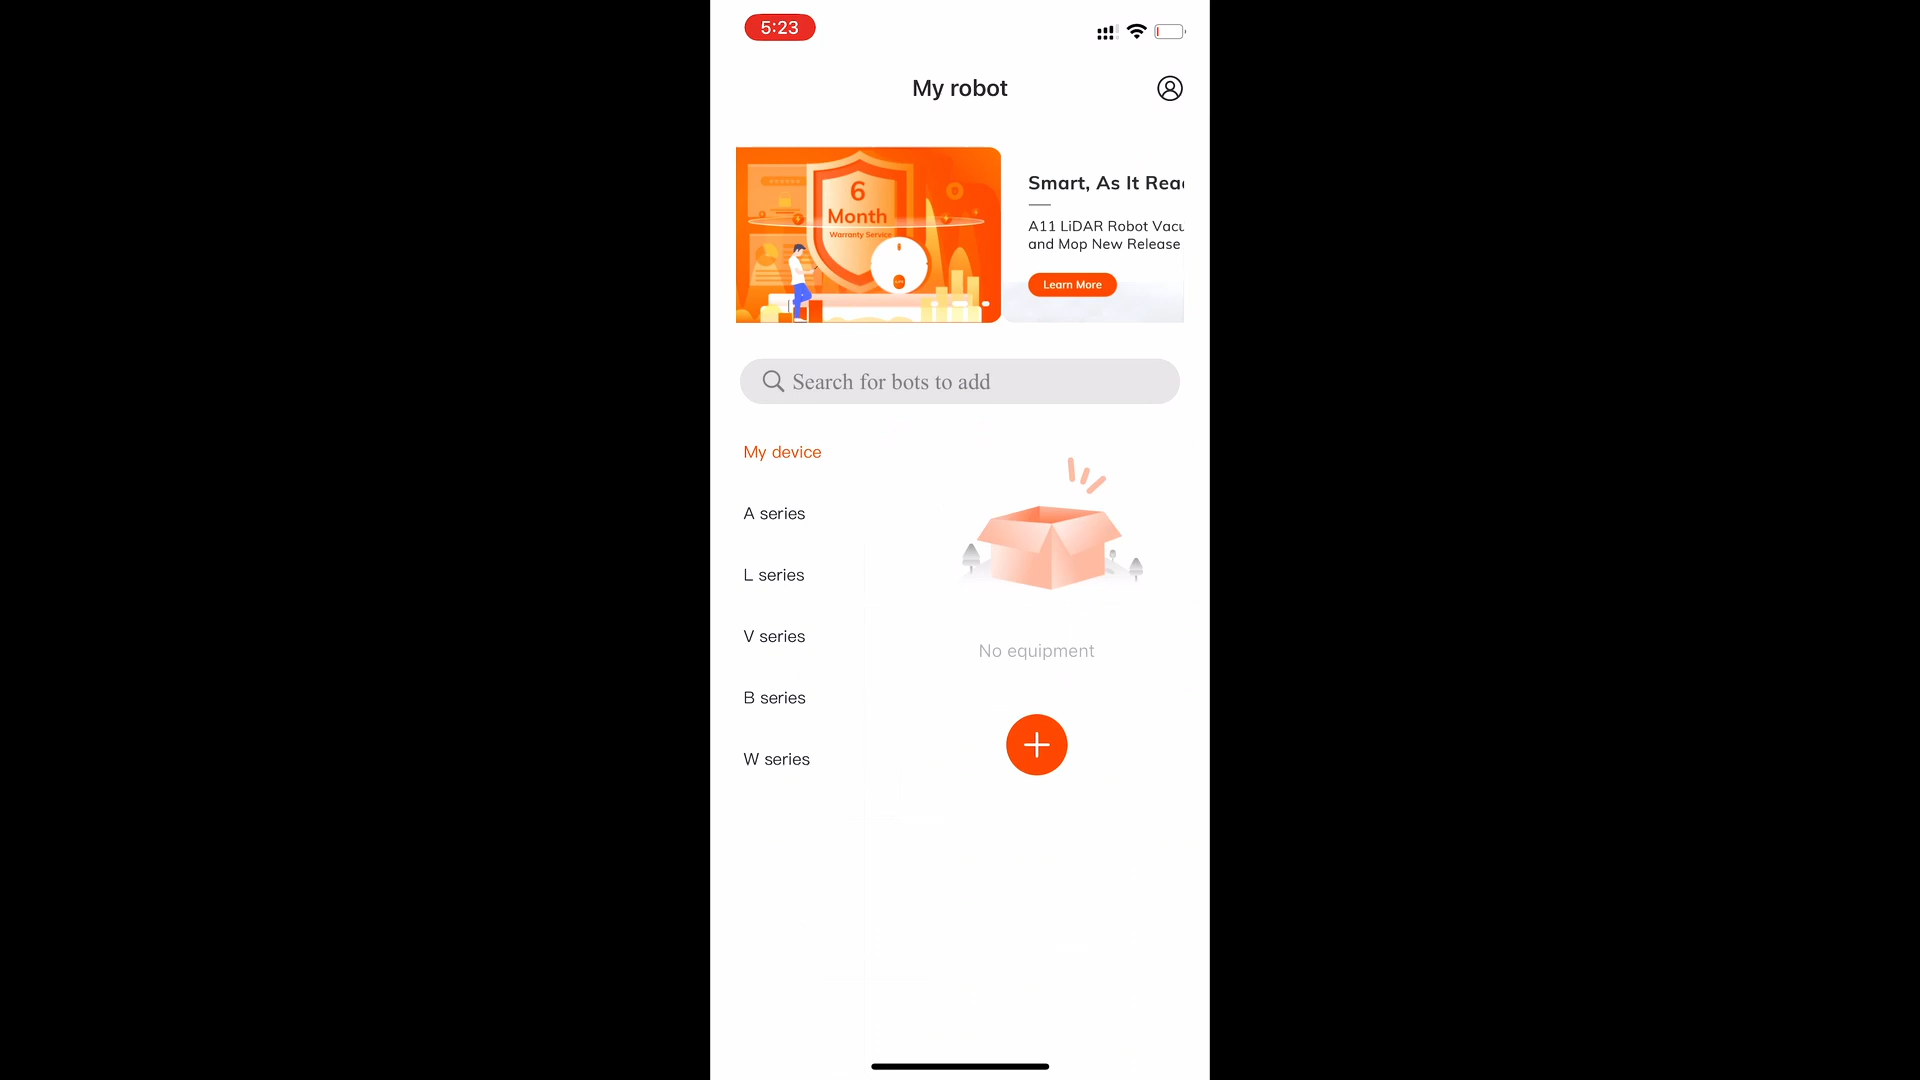 5:23
My robot
6
Month
Warranty Service
Smart, As It Rea
A11 LiDAR Robot Vacu
and Mop New Release
Learn More
Search for bots to add
My device
A series
L series
V series
B series
W series
No equipment